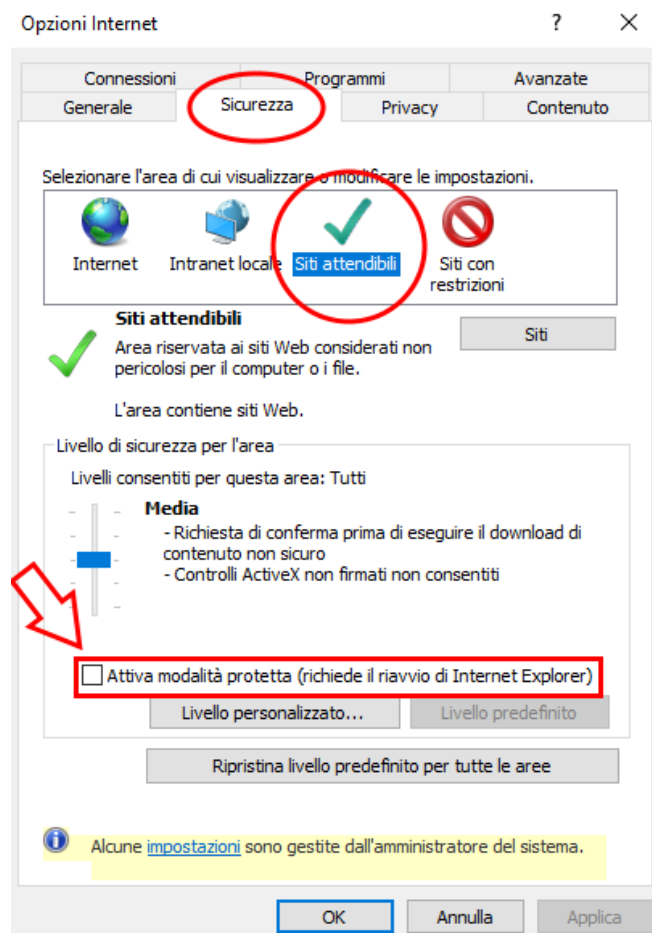 Opzioni Internet ? ×
Connessioni Programmi Avanzate
Generale Sicurezza Privacy Contenuto
Selezionare l'area di cui visualizzare o modificare le impostazioni.
Internet Intranet locale Siti attendibili Siti con
restrizioni
Siti attendibili
Siti
Area riservata ai siti Web considerati non
pericolosi per il computer o i file.
L'area contiene siti Web.
Livello di sicurezza per l'area
Livelli consentiti per questa area: Tutti
Media
- Richiesta di conferma prima di eseguire il download di
contenuto non sicuro
- Controlli ActiveX non firmati non consentiti
Attiva modalità protetta (richiede il riavvio di Internet Explorer)
Livello personalizzato... Livello predefinito
Ripristina livello predefinito per tutte le aree
Alcune impostazioni sono gestite dall'amministratore del sistema.
OK Annulla Applica